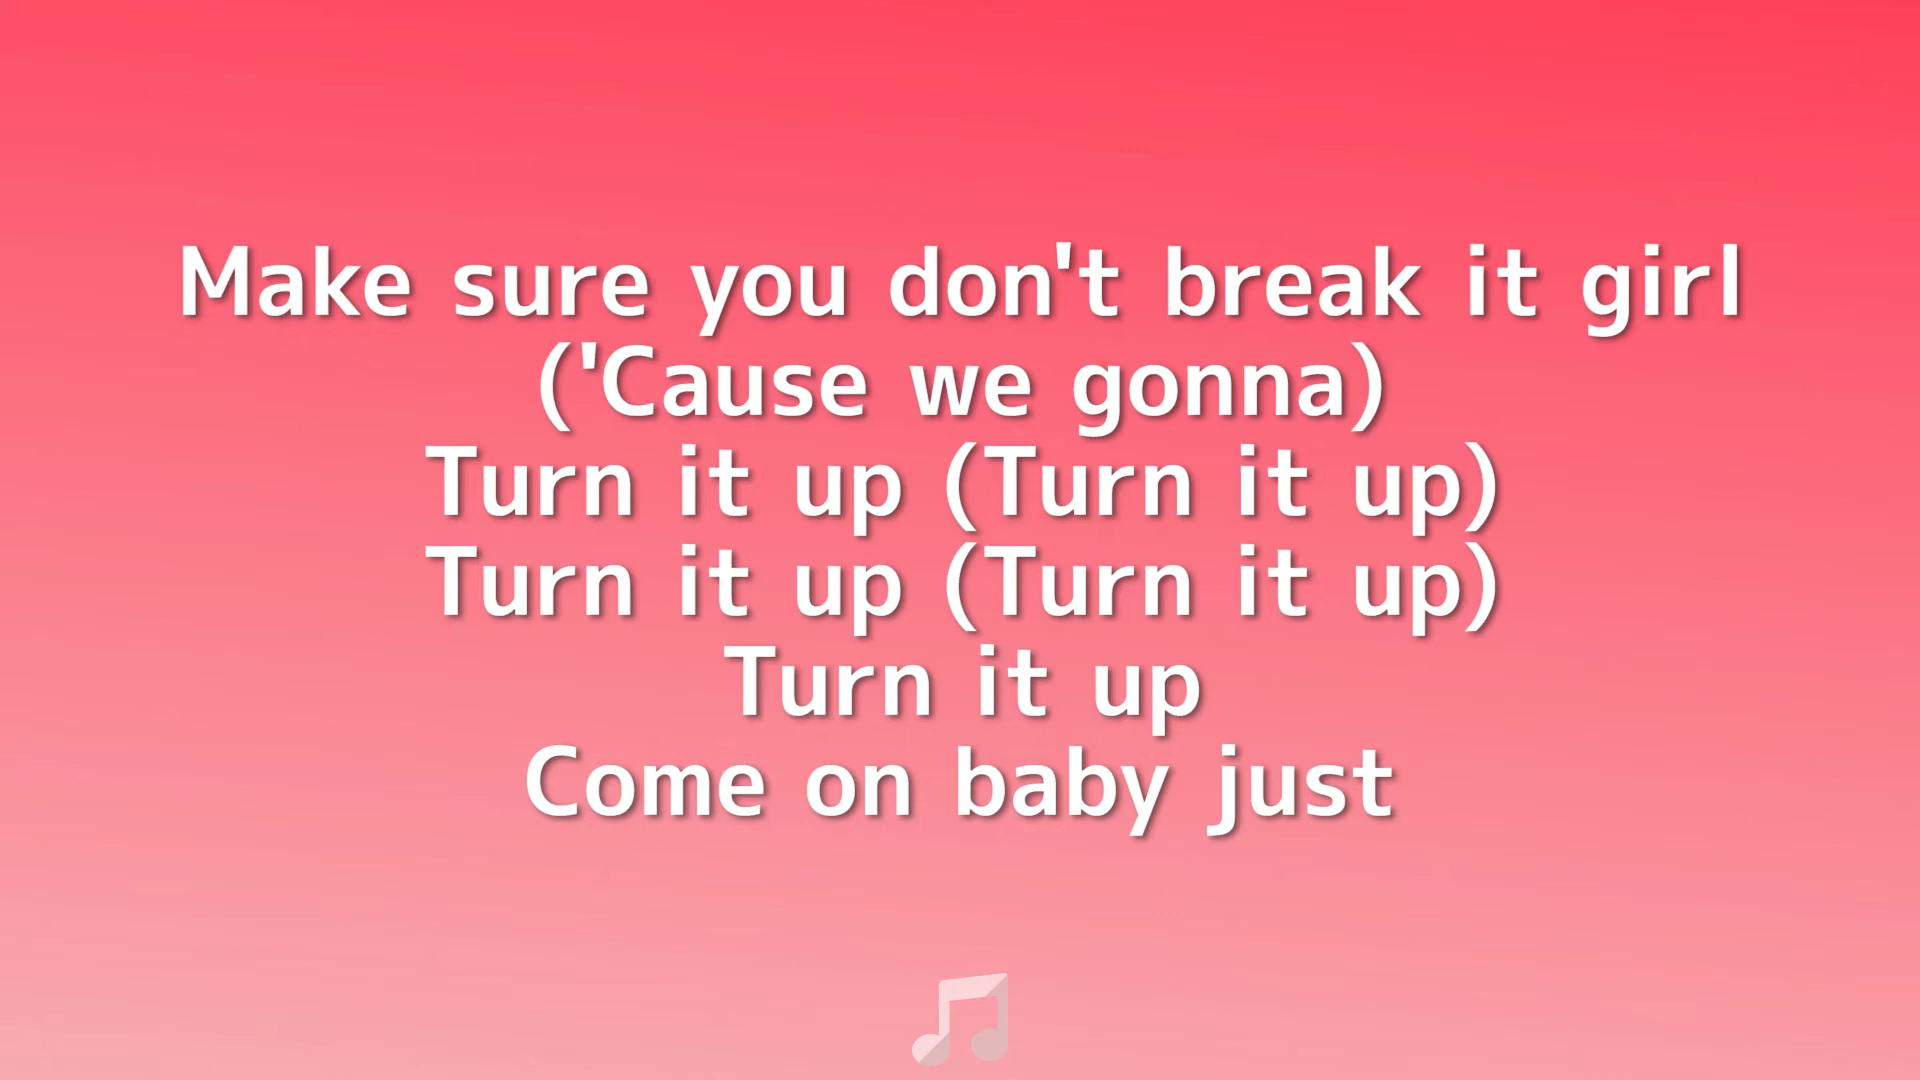 Make sure you don't break it girl
('Cause we gonna)
Turn it up (Turn it up)
Turn it up (Turn it up)
Turn it up
Come on baby just